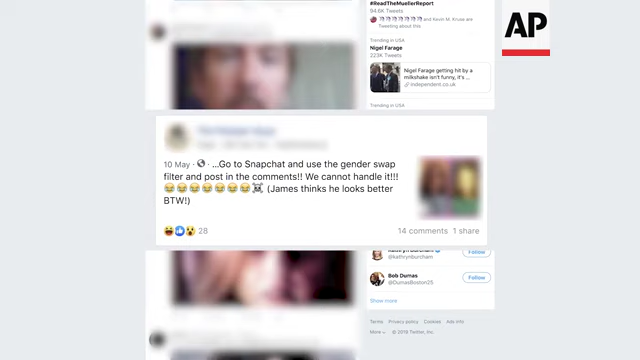 #ReadTheMuellerReport
94.6K Tweets
and Kevin M. Kruse are
Tweeting about this
Trending in USA
Nigel Farage
223K Tweets
Nigel Farage getting hit by a
milkshake isn't funny, it's ...
independent.co.uk
Trending in USA
AP
10 May · ...Go to Snapchat and use the gender swap
filter and post in the comments!! We cannot handle it!!!
😂😂😂😂😂😂😂☠️ (James thinks he looks better
BTW!)
28
14 comments 1 share
@kathrynburcham
Follow
Bob Dumas
@DumasBoston25
Follow
Show more
Terms Privacy policy Cookies Ads info
More © 2019 Twitter, Inc.